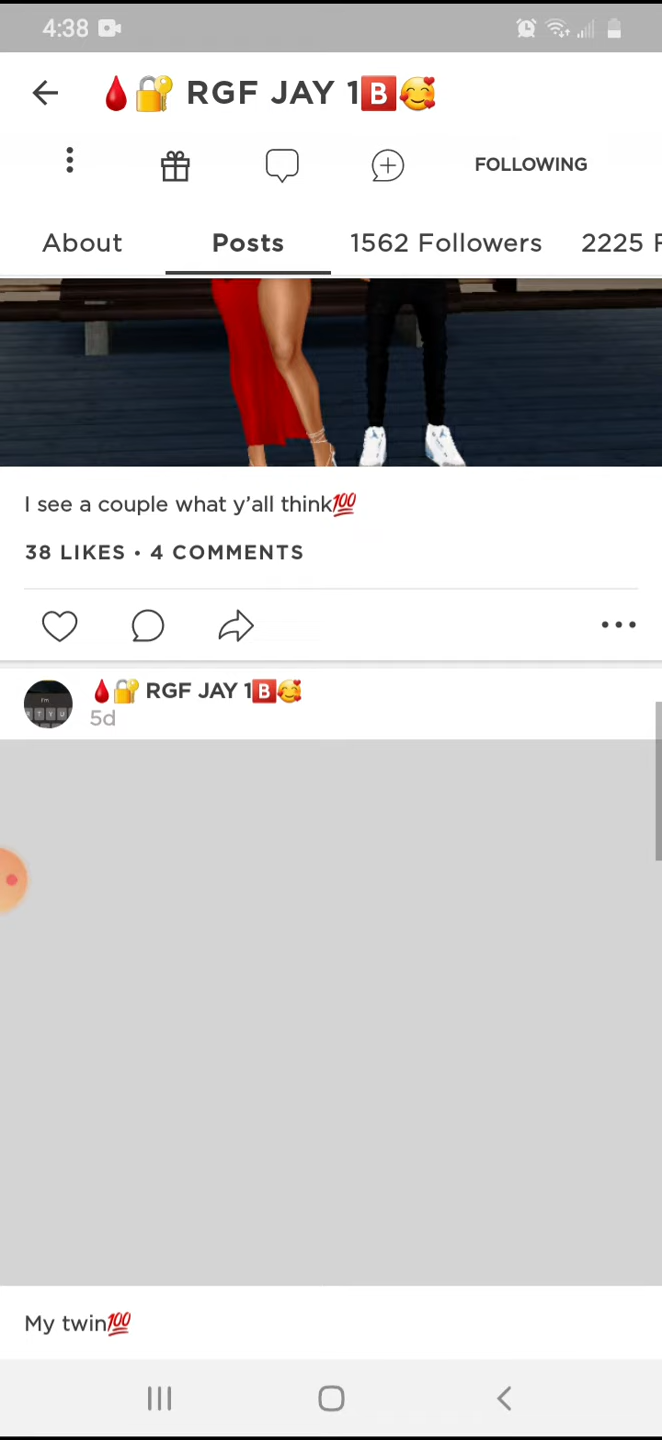 4:38
🩸🔐 RGF JAY 1🅱️🥰
FOLLOWING
About Posts 1562 Followers 2225 F
I see a couple what y'all think💯
38 LIKES • 4 COMMENTS
🩸🔐 RGF JAY 1🅱️🥰
5d
My twin💯